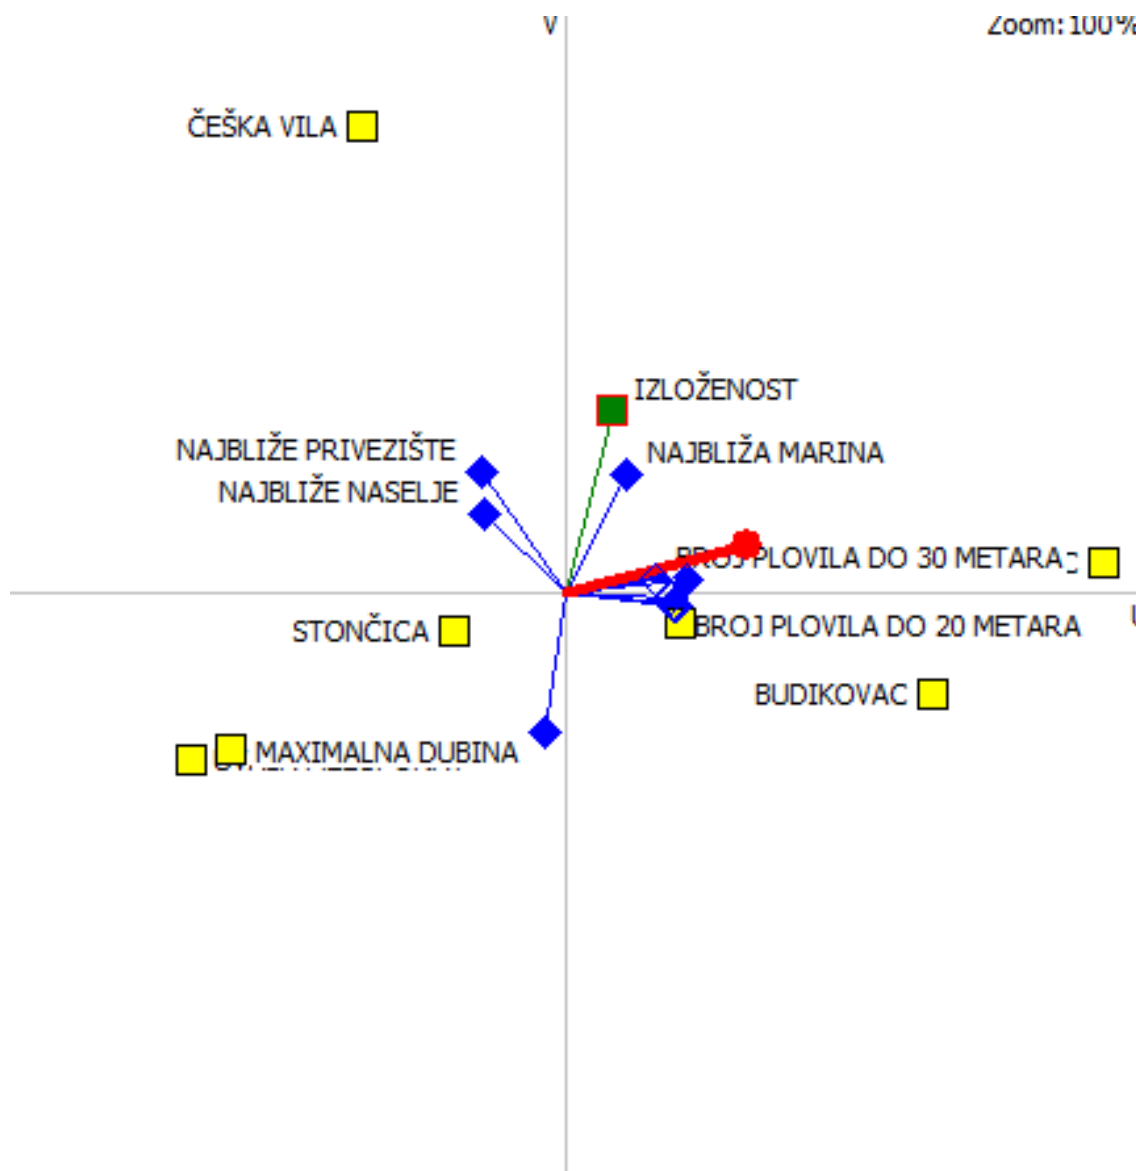 V
Zoom: 100%
ČEŠKA VILA
IZLOŽENOST
NAJBLIŽE PRIVEZIŠTE
NAJBLIŽA MARINA
NAJBLIŽE NASELJE
BROJ PLOVILA DO 30 METARA
STONČICA
BROJ PLOVILA DO 20 METARA
BUDIKOVAC
MAXIMALNA DUBINA